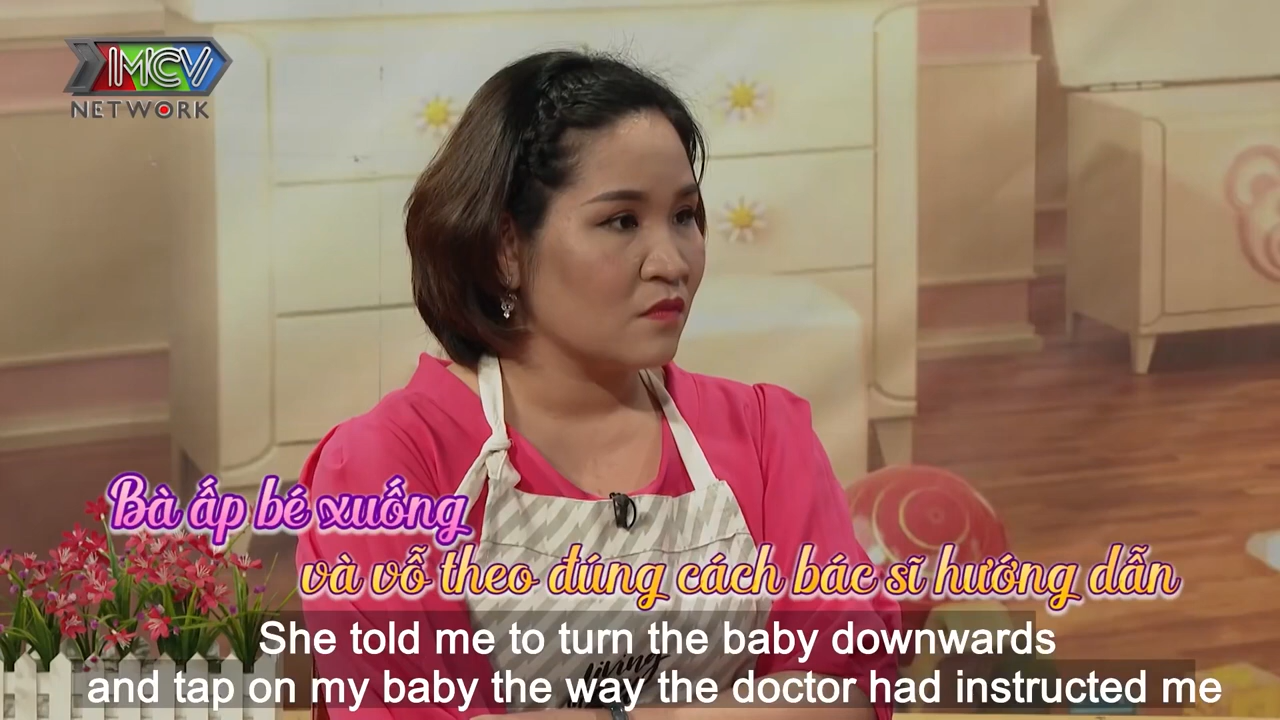 MCV
NETWORK
Bà ấp bé xuống
và vỗ theo đúng cách bác sĩ hướng dẫn
She told me to turn the baby downwards
and tap on my baby the way the doctor had instructed me